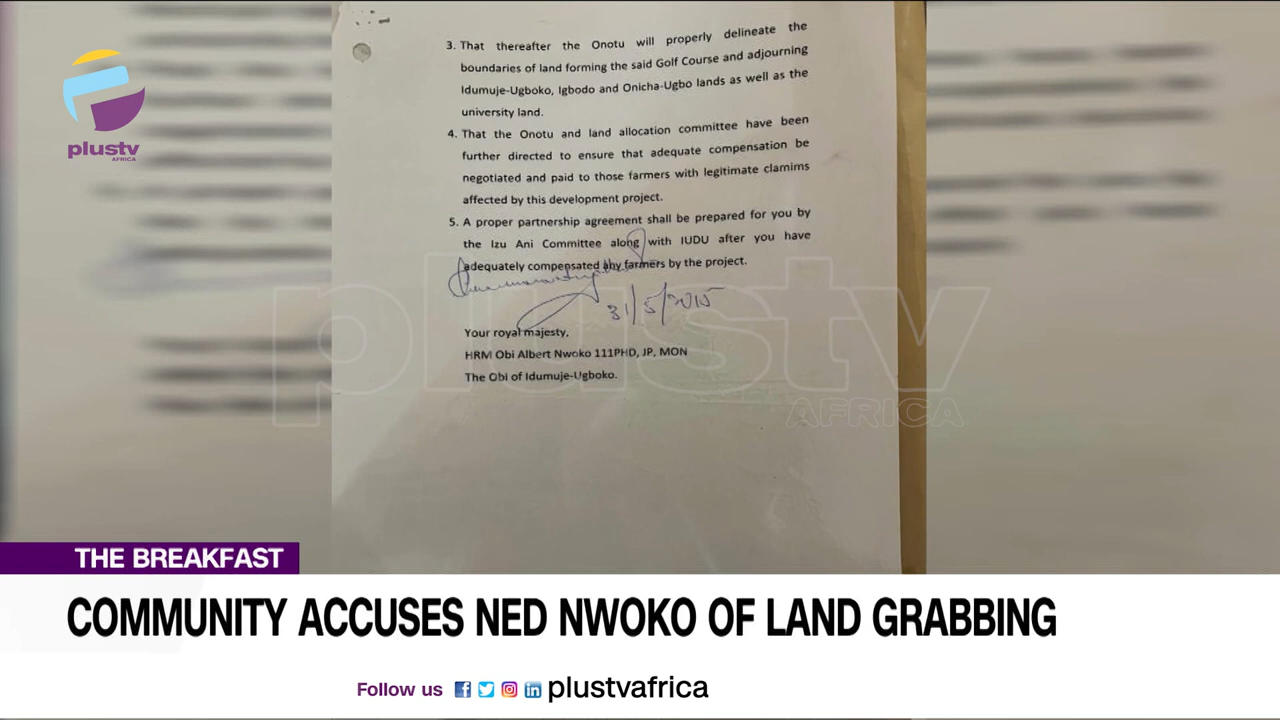 plustv
AFRICA
3. That thereafter the Onotu will properly delineate the
boundaries of land forming the said Golf Course and adjourning
Idumuje-Ugboko, Igbodo and Onicha-Ugbo lands as well as the
university land.
4. That the Onotu and land allocation committee have been
further directed to ensure that adequate compensation be
negotiated and paid to those farmers with legitimate clamims
affected by this development project.
5. A proper partnership agreement shall be prepared for you by
the Izu Ani Committee along with IUDU after you have
adequately compensated any farmers by the project.
31/5/2015
Your royal majesty,
HRM Obi Albert Nwoko 111PHD, JP, MON
The Obi of Idumuje-Ugboko.
plustv
AFRICA
THE BREAKFAST
COMMUNITY ACCUSES NED NWOKO OF LAND GRABBING
Follow us plustvafrica